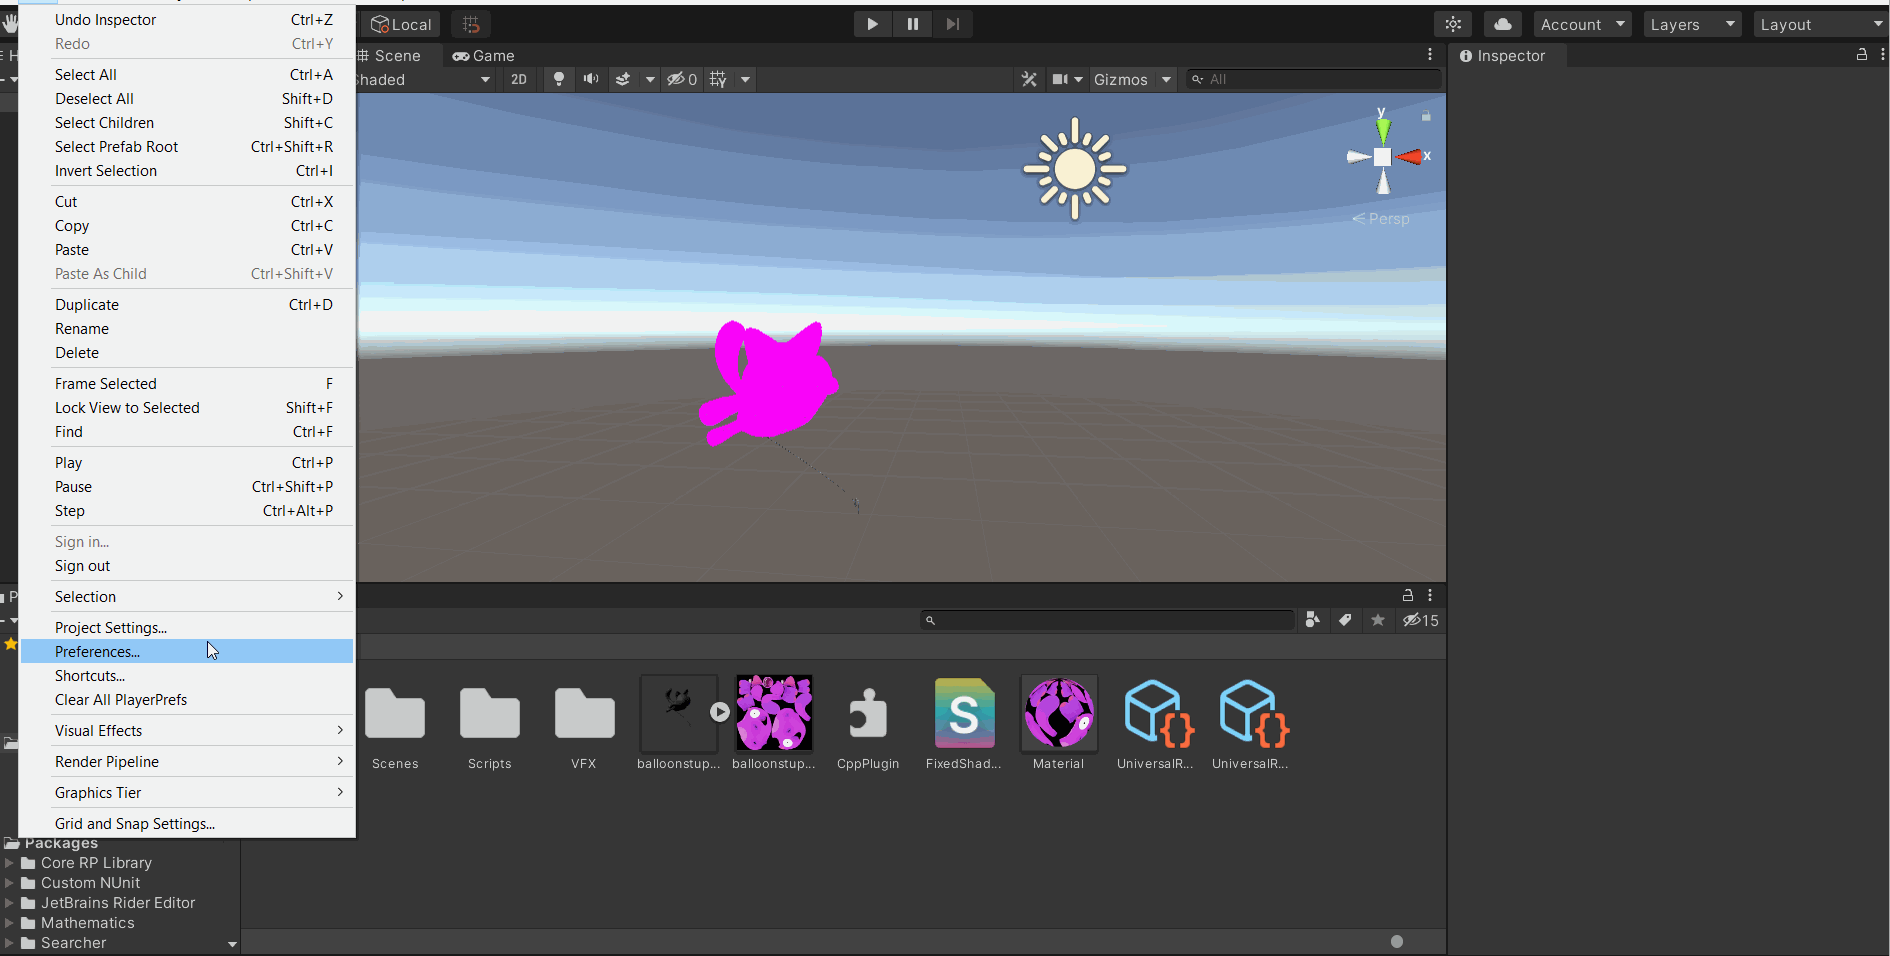 Undo Inspector Ctrl+Z
Redo Ctrl+Y
Select All Ctrl+A
Deselect All Shift+D
Select Children Shift+C
Select Prefab Root Ctrl+Shift+R
Invert Selection Ctrl+I
Cut Ctrl+X
Copy Ctrl+C
Paste Ctrl+V
Paste As Child Ctrl+Shift+V
Duplicate Ctrl+D
Rename
Delete
Frame Selected F
Lock View to Selected Shift+F
Find Ctrl+F
Play Ctrl+P
Pause Ctrl+Shift+P
Step Ctrl+Alt+P
Sign in...
Sign out
Selection
Project Settings...
Preferences...
Shortcuts...
Clear All PlayerPrefs
Visual Effects
Render Pipeline
Graphics Tier
Grid and Snap Settings...
Local
Account Layers Layout
Scene Game
Shaded 2D 0 Gizmos All
Inspector
y
x
Persp
15
Scenes Scripts VFX balloonstup... balloonstup... CppPlugin FixedShad... Material UniversalR... UniversalR...
S
Packages
Core RP Library
Custom NUnit
JetBrains Rider Editor
Mathematics
Searcher